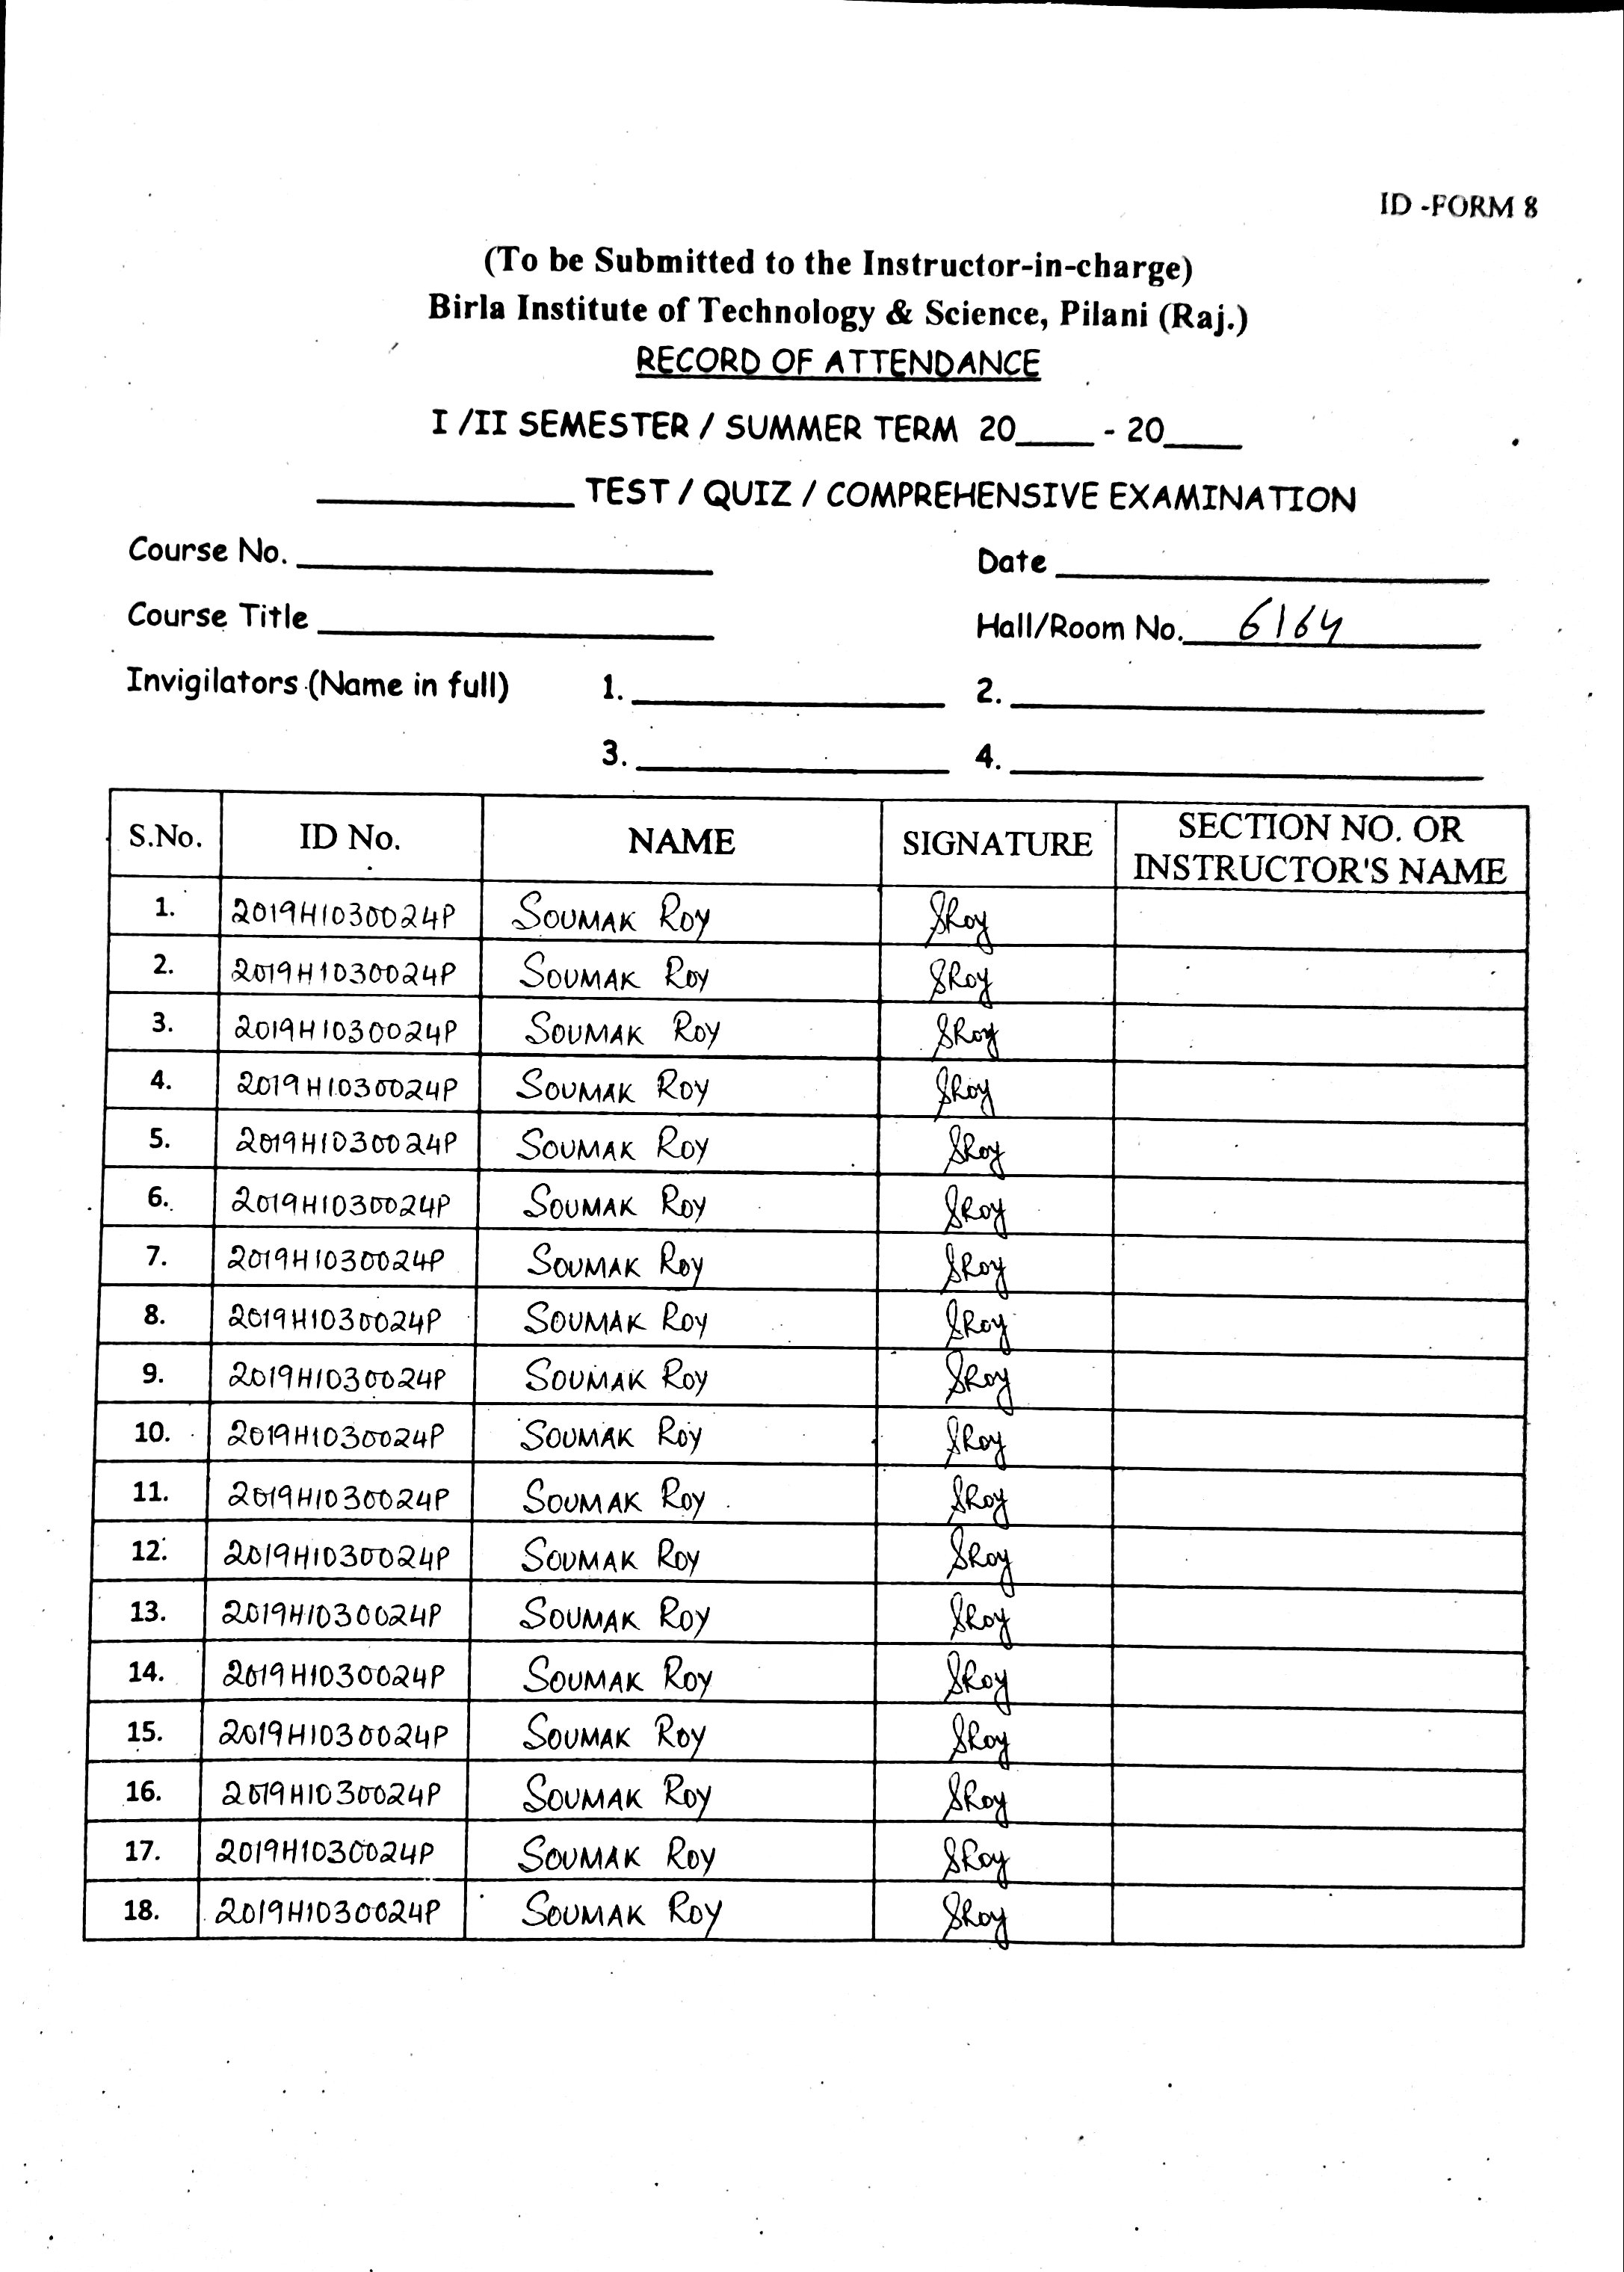 ID -FORM 8
(To be Submitted to the Instructor-in-charge)
Birla Institute of Technology & Science, Pilani (Raj.)
RECORD OF ATTENDANCE
I /II SEMESTER / SUMMER TERM 20____ - 20____
____________ TEST / QUIZ / COMPREHENSIVE EXAMINATION
Course No. ____________ Date ____________
Course Title ____________ Hall/Room No. 6164
Invigilators (Name in full) 1. ____________ 2. ____________
3. ____________ 4. ____________
S.No. ID No. NAME SIGNATURE SECTION NO. OR INSTRUCTOR'S NAME
1. 2019H1030024P SOUMAK ROY SRoy
2. 2019H1030024P SOUMAK ROY SRoy
3. 2019H1030024P SOUMAK ROY SRoy
4. 2019H1030024P SOUMAK ROY SRoy
5. 2019H1030024P SOUMAK ROY SRoy
6. 2019H1030024P SOUMAK ROY SRoy
7. 2019H1030024P SOUMAK ROY SRoy
8. 2019H1030024P SOUMAK ROY SRoy
9. 2019H1030024P SOUMAK ROY SRoy
10. 2019H1030024P SOUMAK ROY SRoy
11. 2019H1030024P SOUMAK ROY SRoy
12. 2019H1030024P SOUMAK ROY SRoy
13. 2019H1030024P SOUMAK ROY SRoy
14. 2019H1030024P SOUMAK ROY SRoy
15. 2019H1030024P SOUMAK ROY SRoy
16. 2019H1030024P SOUMAK ROY SRoy
17. 2019H1030024P SOUMAK ROY SRoy
18. 2019H1030024P SOUMAK ROY SRoy